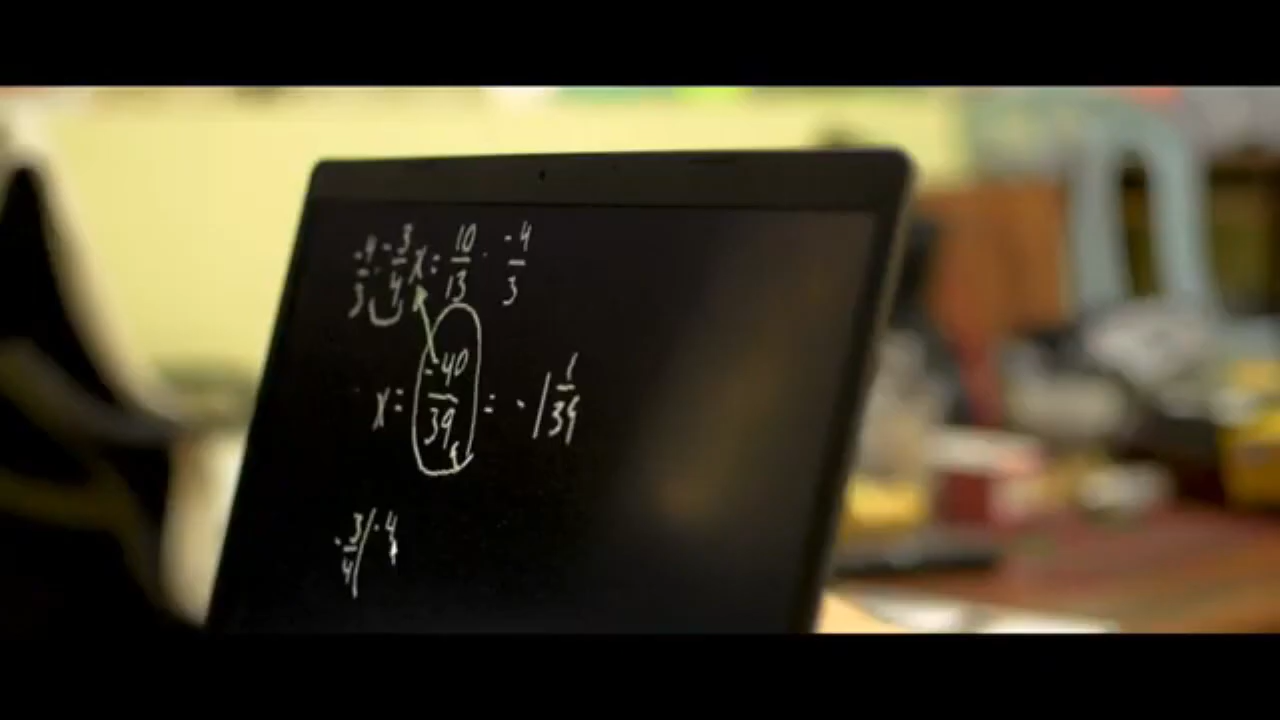 -4/3 · -3/4 x = 10/13 · -4/3
x = -40/39 = -1 1/39
-3/4 / -4